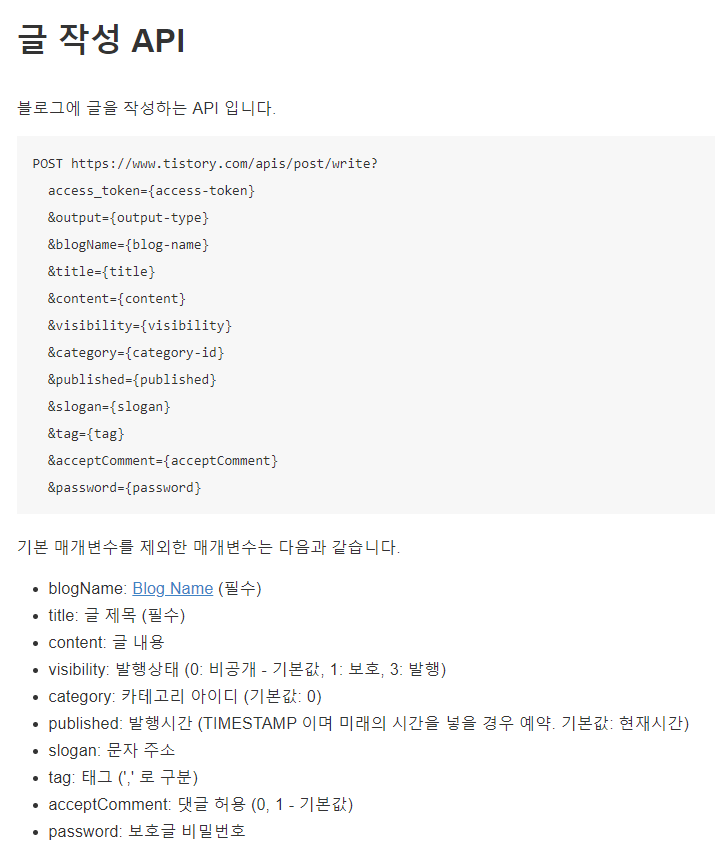 글 작성 API
블로그에 글을 작성하는 API 입니다.
POST https://www.tistory.com/apis/post/write?
access_token={access-token}
&output={output-type}
&blogName={blog-name}
&title={title}
&content={content}
&visibility={visibility}
&category={category-id}
&published={published}
&slogan={slogan}
&tag={tag}
&acceptComment={acceptComment}
&password={password}
기본 매개변수를 제외한 매개변수는 다음과 같습니다.
• blogName: Blog Name (필수)
• title: 글 제목 (필수)
• content: 글 내용
• visibility: 발행상태 (0: 비공개 - 기본값, 1: 보호, 3: 발행)
• category: 카테고리 아이디 (기본값: 0)
• published: 발행시간 (TIMESTAMP 이며 미래의 시간을 넣을 경우 예약. 기본값: 현재시간)
• slogan: 문자 주소
• tag: 태그 (',' 로 구분)
• acceptComment: 댓글 허용 (0, 1 - 기본값)
• password: 보호글 비밀번호